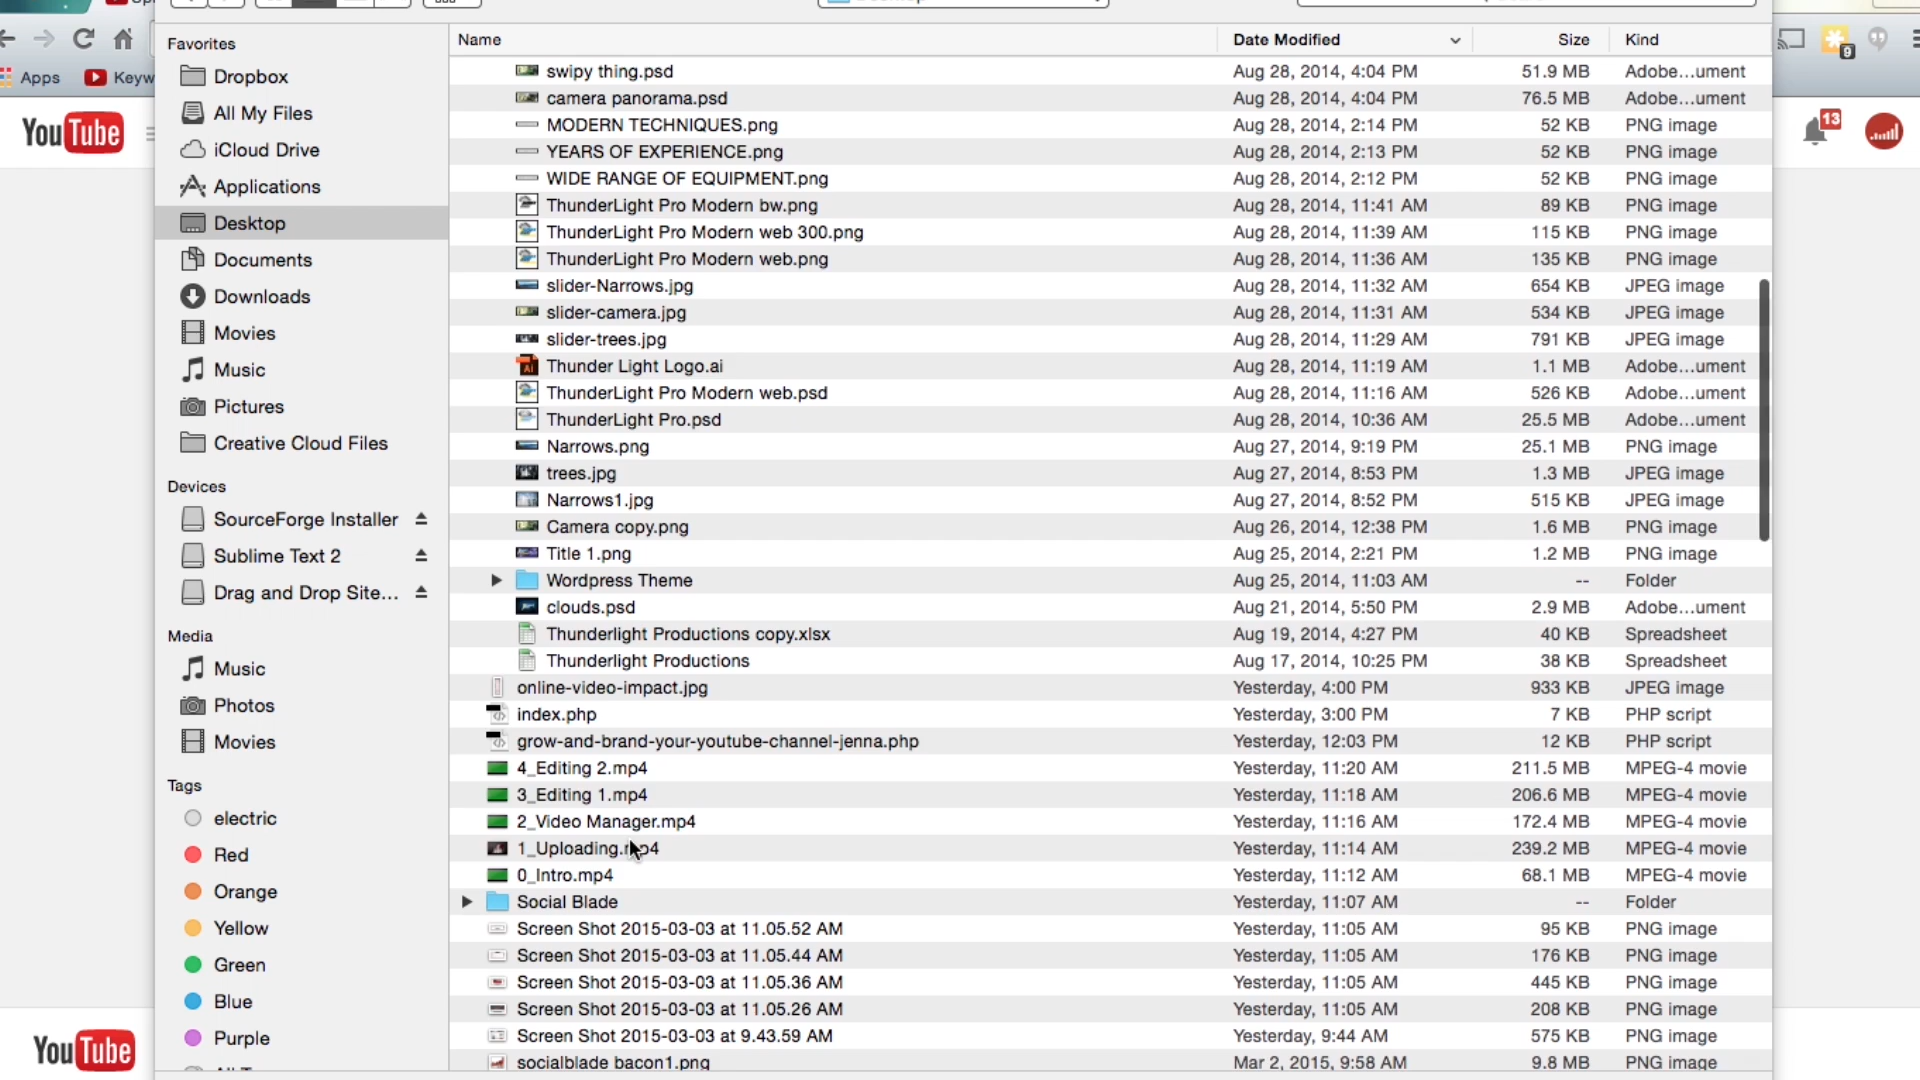 Apps
Keyw
YouTube
13
9
Favorites
Dropbox
All My Files
iCloud Drive
Applications
Desktop
Documents
Downloads
Movies
Music
Pictures
Creative Cloud Files
Devices
SourceForge Installer
Sublime Text 2
Drag and Drop Site...
Media
Music
Photos
Movies
Tags
electric
Red
Orange
Yellow
Green
Blue
Purple
Name Date Modified Size Kind
swipy thing.psd Aug 28, 2014, 4:04 PM 51.9 MB Adobe...ument
camera panorama.psd Aug 28, 2014, 4:04 PM 76.5 MB Adobe...ument
MODERN TECHNIQUES.png Aug 28, 2014, 2:14 PM 52 KB PNG image
YEARS OF EXPERIENCE.png Aug 28, 2014, 2:13 PM 52 KB PNG image
WIDE RANGE OF EQUIPMENT.png Aug 28, 2014, 2:12 PM 52 KB PNG image
ThunderLight Pro Modern bw.png Aug 28, 2014, 11:41 AM 89 KB PNG image
ThunderLight Pro Modern web 300.png Aug 28, 2014, 11:39 AM 115 KB PNG image
ThunderLight Pro Modern web.png Aug 28, 2014, 11:36 AM 135 KB PNG image
slider-Narrows.jpg Aug 28, 2014, 11:32 AM 654 KB JPEG image
slider-camera.jpg Aug 28, 2014, 11:31 AM 534 KB JPEG image
slider-trees.jpg Aug 28, 2014, 11:29 AM 791 KB JPEG image
Thunder Light Logo.ai Aug 28, 2014, 11:19 AM 1.1 MB Adobe...ument
ThunderLight Pro Modern web.psd Aug 28, 2014, 11:16 AM 526 KB Adobe...ument
ThunderLight Pro.psd Aug 28, 2014, 10:36 AM 25.5 MB Adobe...ument
Narrows.png Aug 27, 2014, 9:19 PM 25.1 MB PNG image
trees.jpg Aug 27, 2014, 8:53 PM 1.3 MB JPEG image
Narrows1.jpg Aug 27, 2014, 8:52 PM 515 KB JPEG image
Camera copy.png Aug 26, 2014, 12:38 PM 1.6 MB PNG image
Title 1.png Aug 25, 2014, 2:21 PM 1.2 MB PNG image
Wordpress Theme Aug 25, 2014, 11:03 AM -- Folder
clouds.psd Aug 21, 2014, 5:50 PM 2.9 MB Adobe...ument
Thunderlight Productions copy.xlsx Aug 19, 2014, 4:27 PM 40 KB Spreadsheet
Thunderlight Productions Aug 17, 2014, 10:25 PM 38 KB Spreadsheet
online-video-impact.jpg Yesterday, 4:00 PM 933 KB JPEG image
index.php Yesterday, 3:00 PM 7 KB PHP script
grow-and-brand-your-youtube-channel-jenna.php Yesterday, 12:03 PM 12 KB PHP script
4_Editing 2.mp4 Yesterday, 11:20 AM 211.5 MB MPEG-4 movie
3_Editing 1.mp4 Yesterday, 11:18 AM 206.6 MB MPEG-4 movie
2_Video Manager.mp4 Yesterday, 11:16 AM 172.4 MB MPEG-4 movie
1_Uploading.mp4 Yesterday, 11:14 AM 239.2 MB MPEG-4 movie
0_Intro.mp4 Yesterday, 11:12 AM 68.1 MB MPEG-4 movie
Social Blade Yesterday, 11:07 AM -- Folder
Screen Shot 2015-03-03 at 11.05.52 AM Yesterday, 11:05 AM 95 KB PNG image
Screen Shot 2015-03-03 at 11.05.44 AM Yesterday, 11:05 AM 176 KB PNG image
Screen Shot 2015-03-03 at 11.05.36 AM Yesterday, 11:05 AM 445 KB PNG image
Screen Shot 2015-03-03 at 11.05.26 AM Yesterday, 11:05 AM 208 KB PNG image
Screen Shot 2015-03-03 at 9.43.59 AM Yesterday, 9:44 AM 575 KB PNG image
socialblade bacon1.png Mar 2, 2015, 9:58 AM 9.8 MB PNG image
YouTube